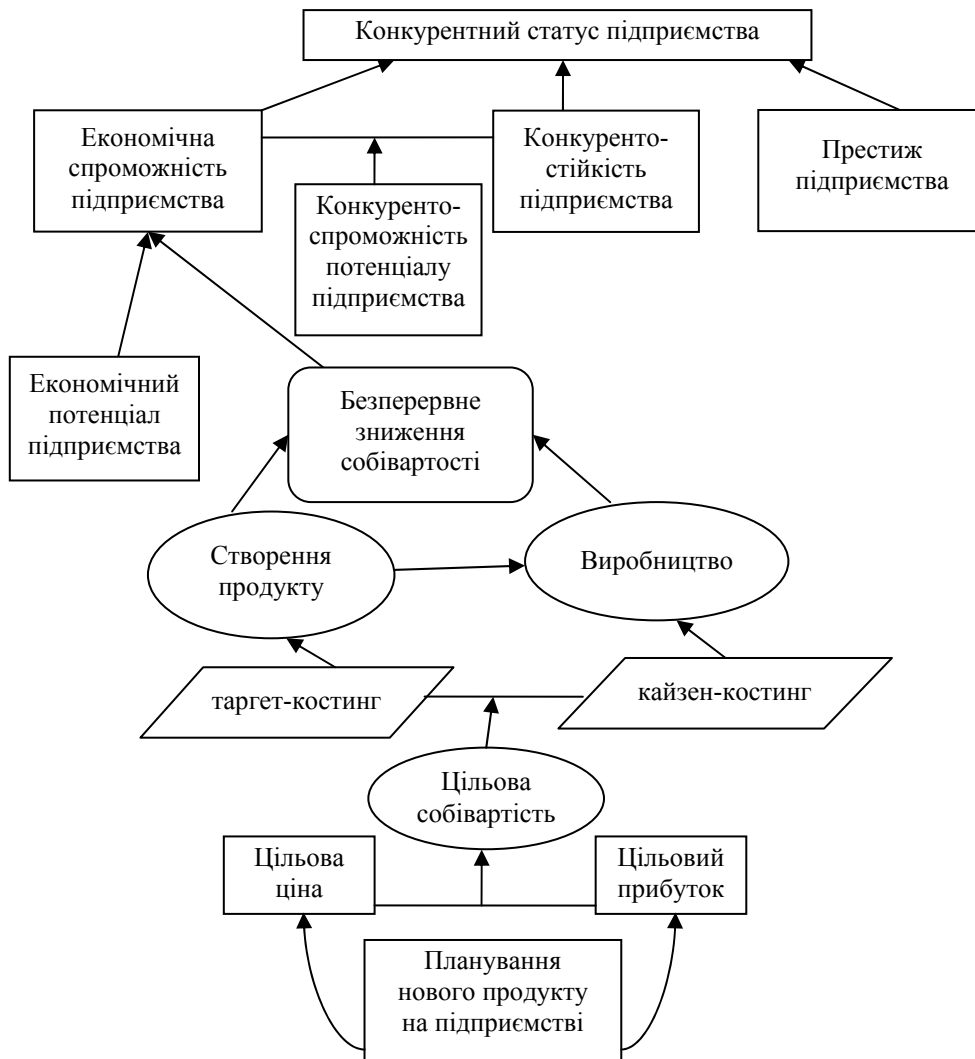 Конкурентний статус підприємства
Економічна
спроможність
підприємства
Конкуренто-
стійкість
підприємства
Престиж
підприємства
Конкуренто-
спроможність
потенціалу
підприємства
Економічний
потенціал
підприємства
Безперервне
зниження
собівартості
Створення
продукту
Виробництво
таргет-костинг
кайзен-костинг
Цільова
собівартість
Цільова
ціна
Цільовий
прибуток
Планування
нового продукту
на підприємстві